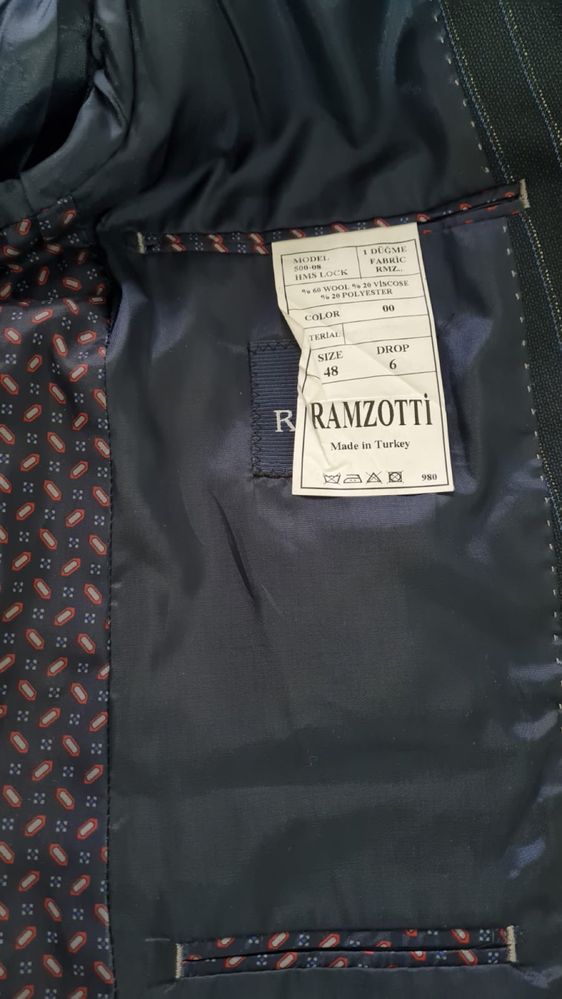 MODEL
500-08
HMS LOCK
1 DÜĞME
FABRİC
RMZ..
% 60 WOOL % 20 VİSCOSE
% 20 POLYESTER
COLOR 00
TERIAL
SIZE DROP
48 6
R
RAMZOTTİ
Made in Turkey
980